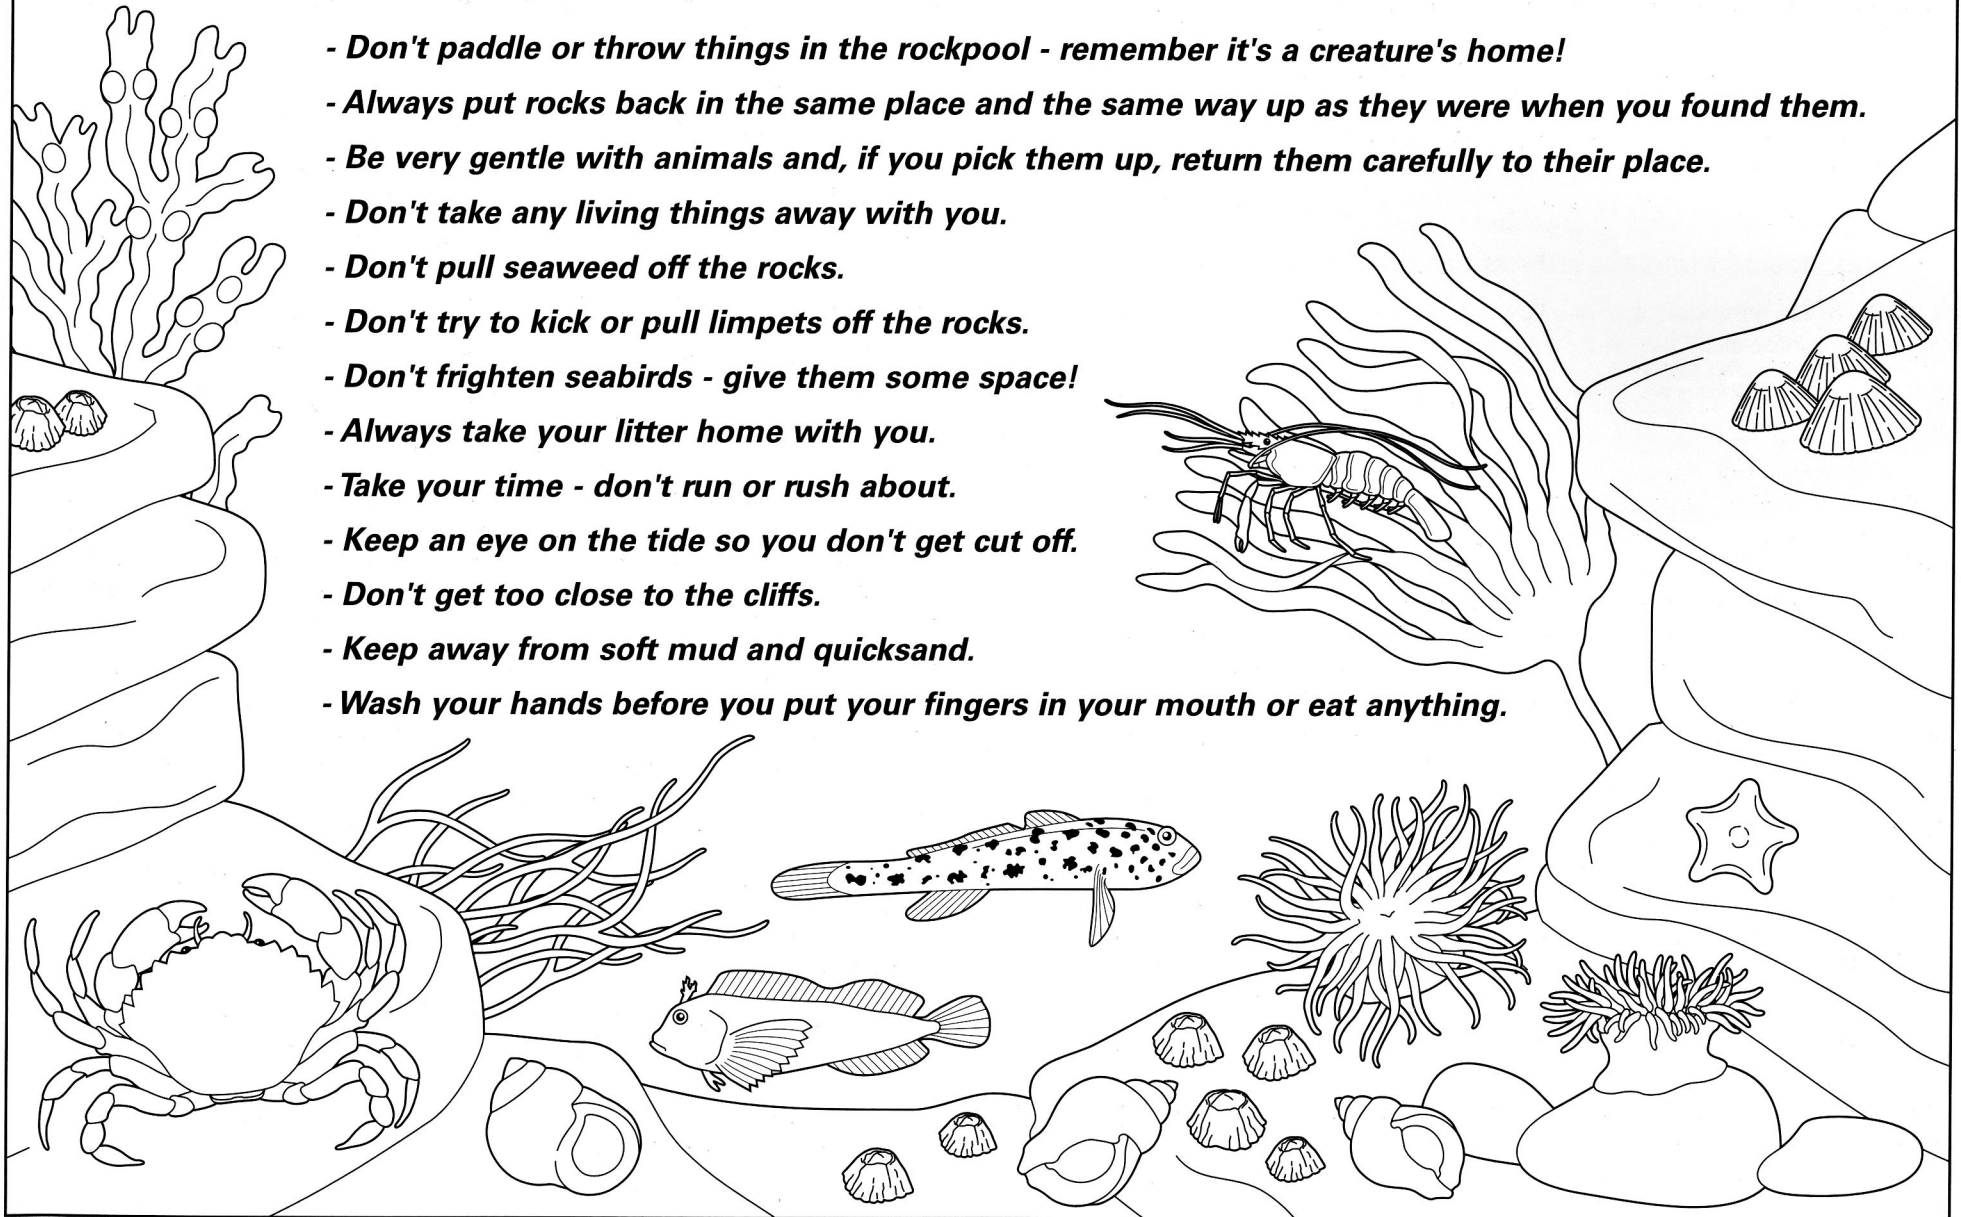 - Don't paddle or throw things in the rockpool - remember it's a creature's home!
- Always put rocks back in the same place and the same way up as they were when you found them.
- Be very gentle with animals and, if you pick them up, return them carefully to their place.
- Don't take any living things away with you.
- Don't pull seaweed off the rocks.
- Don't try to kick or pull limpets off the rocks.
- Don't frighten seabirds - give them some space!
- Always take your litter home with you.
- Take your time - don't run or rush about.
- Keep an eye on the tide so you don't get cut off.
- Don't get too close to the cliffs.
- Keep away from soft mud and quicksand.
- Wash your hands before you put your fingers in your mouth or eat anything.